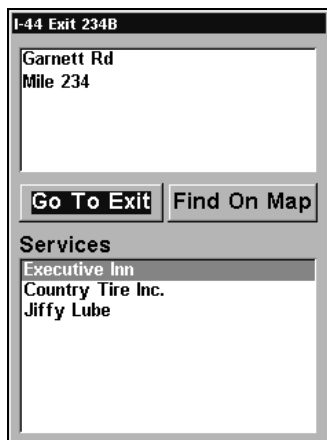 I-44 Exit 234B
Garnett Rd
Mile 234
Go To Exit Find On Map
Services
Executive Inn
Country Tire Inc.
Jiffy Lube